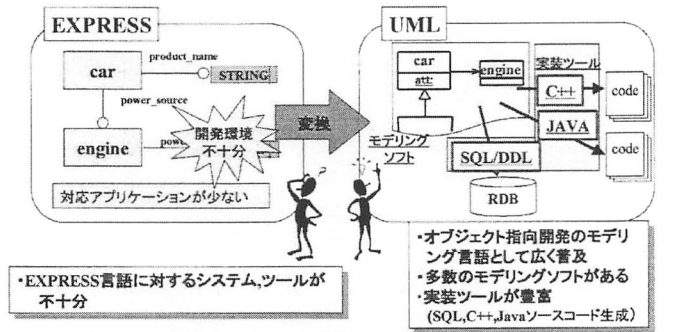 EXPRESS
product_name
car
STRING
power_source
開発環境
不十分
engine
対応アプリケーションが少ない
変換
・EXPRESS言語に対するシステム,ツールが
不十分
UML
car
att:
engine
実装ツール
C++
code
JAVA
code
モデリング
ソフト
SQL/DDL
RDB
・オブジェクト指向開発のモデリ
ング言語として広く普及
・多数のモデリングソフトがある
・実装ツールが豊富
(SQL,C++,Javaソースコード生成)